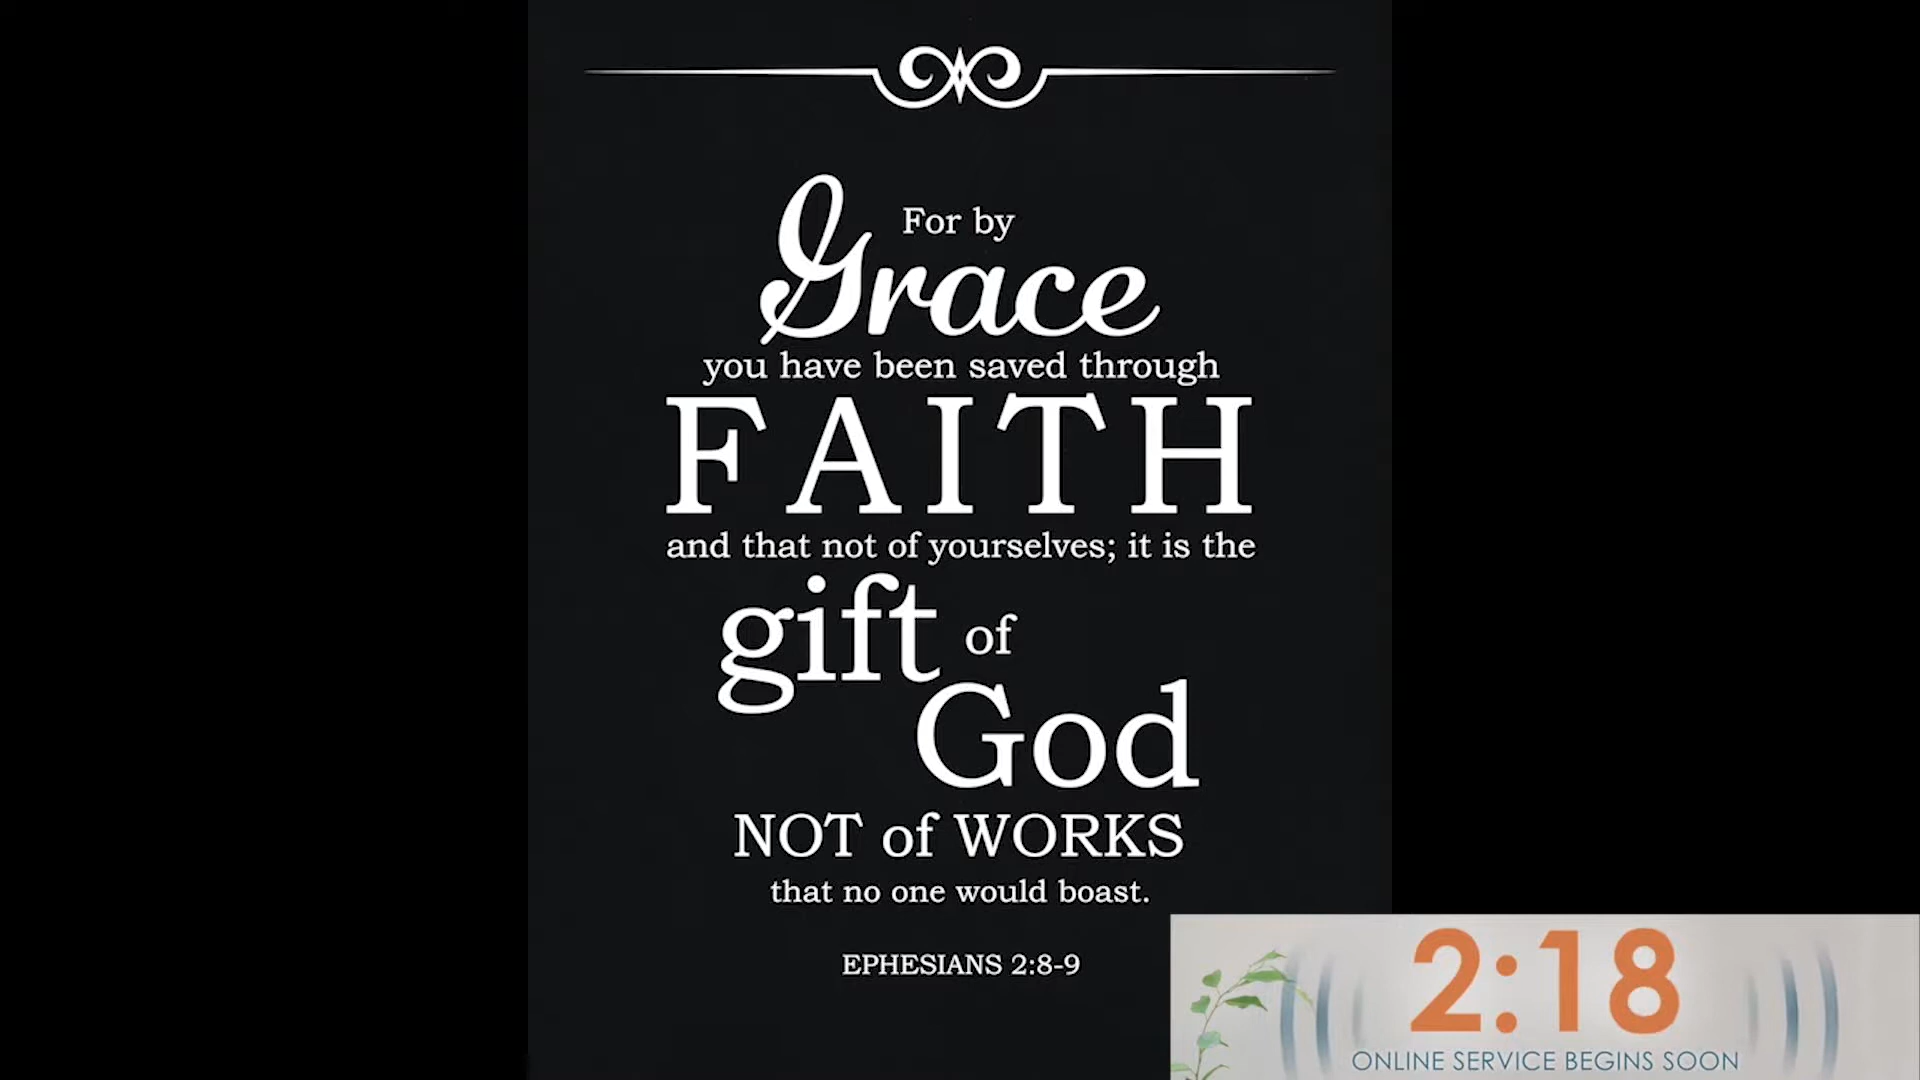 For by
Grace
you have been saved through
FAITH
and that not of yourselves; it is the
gift of
God
NOT of WORKS
that no one would boast.
EPHESIANS 2:8-9
2:18
ONLINE SERVICE BEGINS SOON